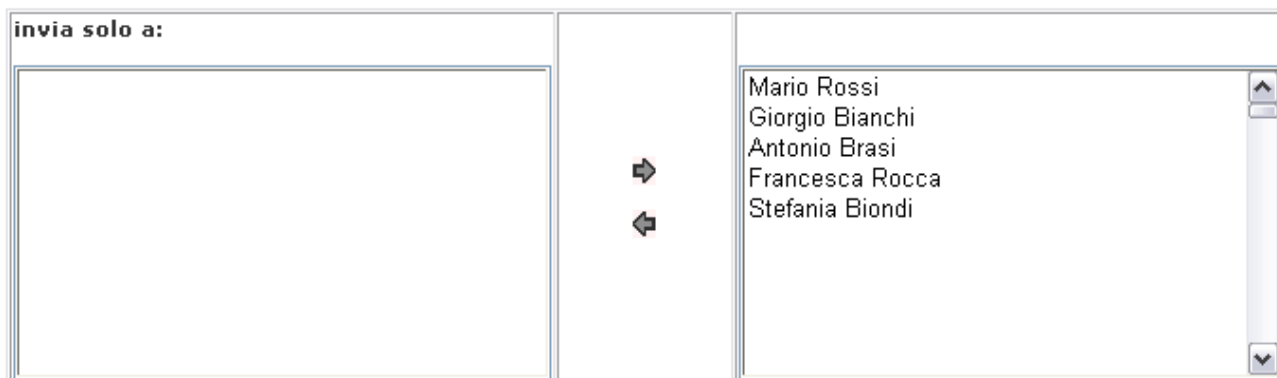 invia solo a:
Mario Rossi
Giorgio Bianchi
Antonio Brasi
Francesca Rocca
Stefania Biondi